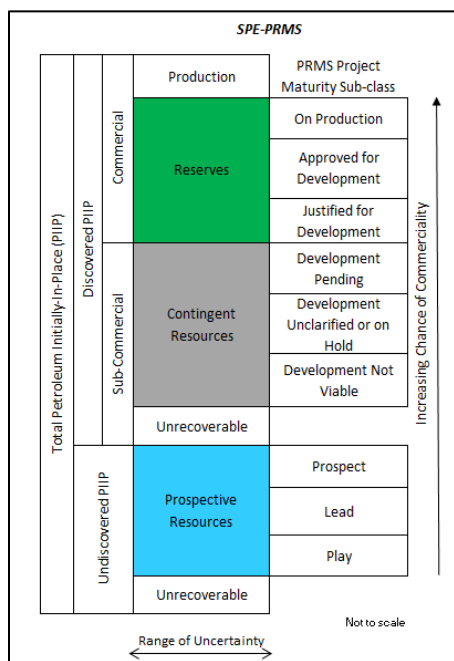 SPE-PRMS
Total Petroleum Initially-In-Place (PIIP)
Discovered PIIP
Commercial
Production
PRMS Project
Maturity Sub-class
Reserves
On Production
Approved for
Development
Justified for
Development
Sub-Commercial
Contingent
Resources
Development
Pending
Development
Unclarified or on
Hold
Development Not
Viable
Unrecoverable
Undiscovered PIIP
Prospective
Resources
Prospect
Lead
Play
Unrecoverable
Increasing Chance of Commerciality
Not to scale
Range of Uncertainty